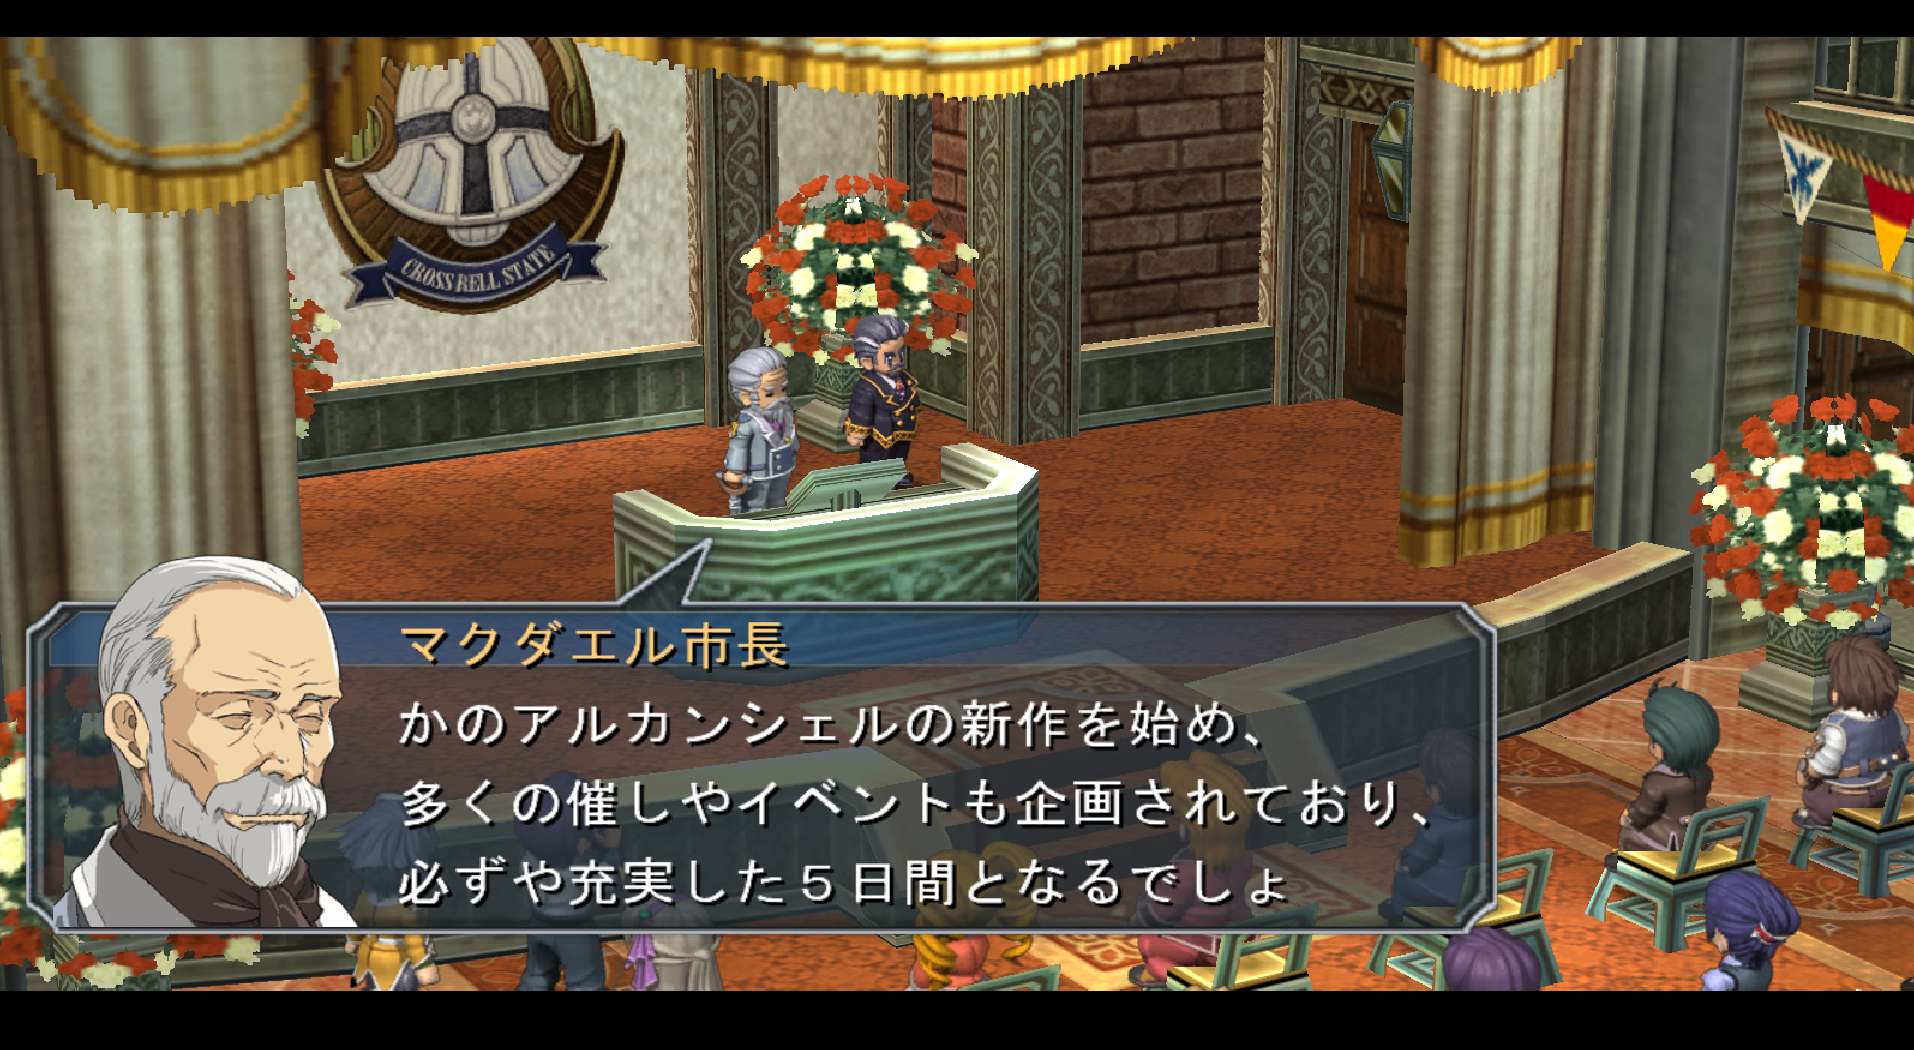 CROSSBELL STATE
マクダエル市長
かのアルカンシェルの新作を始め、
多くの催しやイベントも企画されており、
必ずや充実した５日間となるでしょ